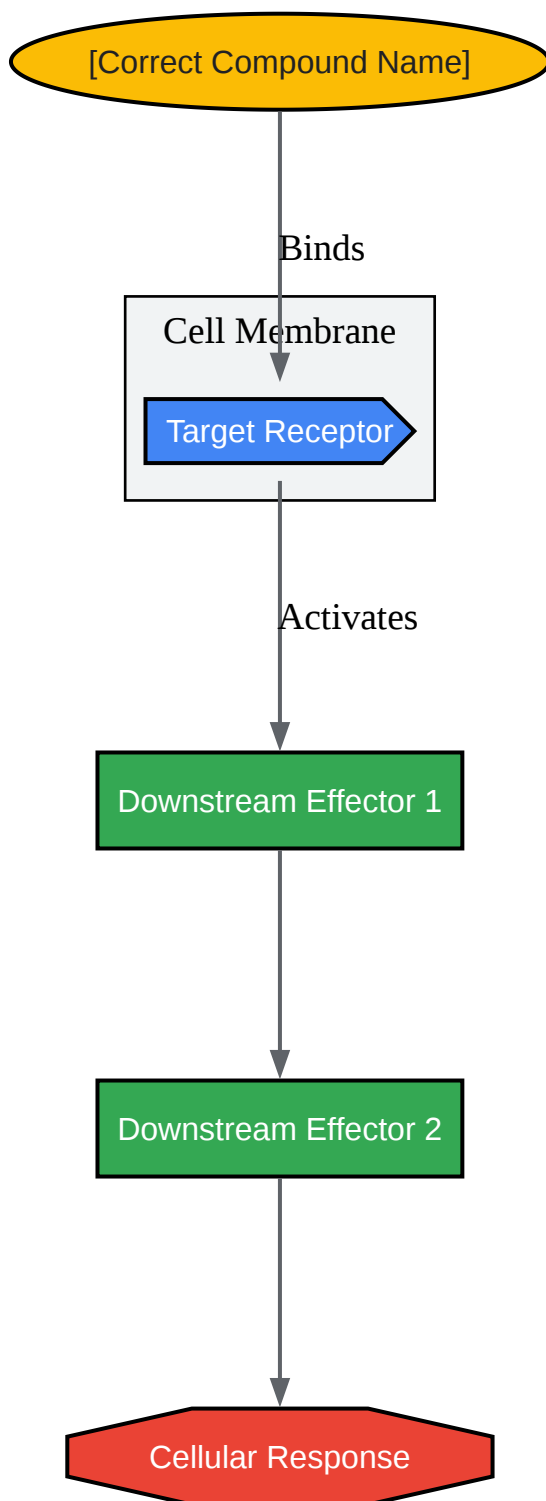 [Correct Compound Name]
Binds
Cell Membrane
Target Receptor
Activates
Downstream Effector 1
Downstream Effector 2
Cellular Response